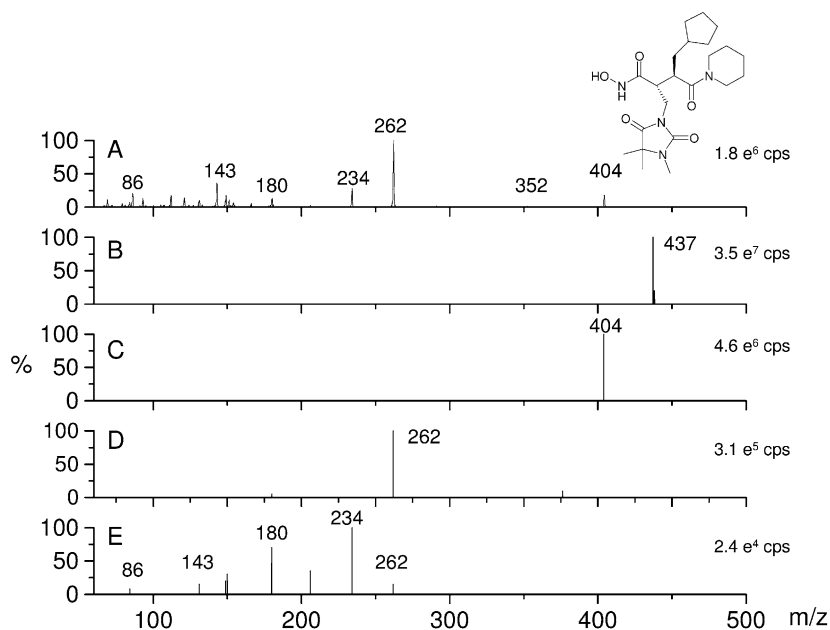 O
HO
N
H
N
O
O
N
O
N
262
100
50
0
A
86
143
180
234
352
404
1.8 e6 cps
100
50
0
B
437
3.5 e7 cps
%
100
50
0
C
404
4.6 e6 cps
100
50
0
D
262
3.1 e5 cps
100
50
0
E
86
143
180
234
262
2.4 e4 cps
100 200 300 400 500 m/z